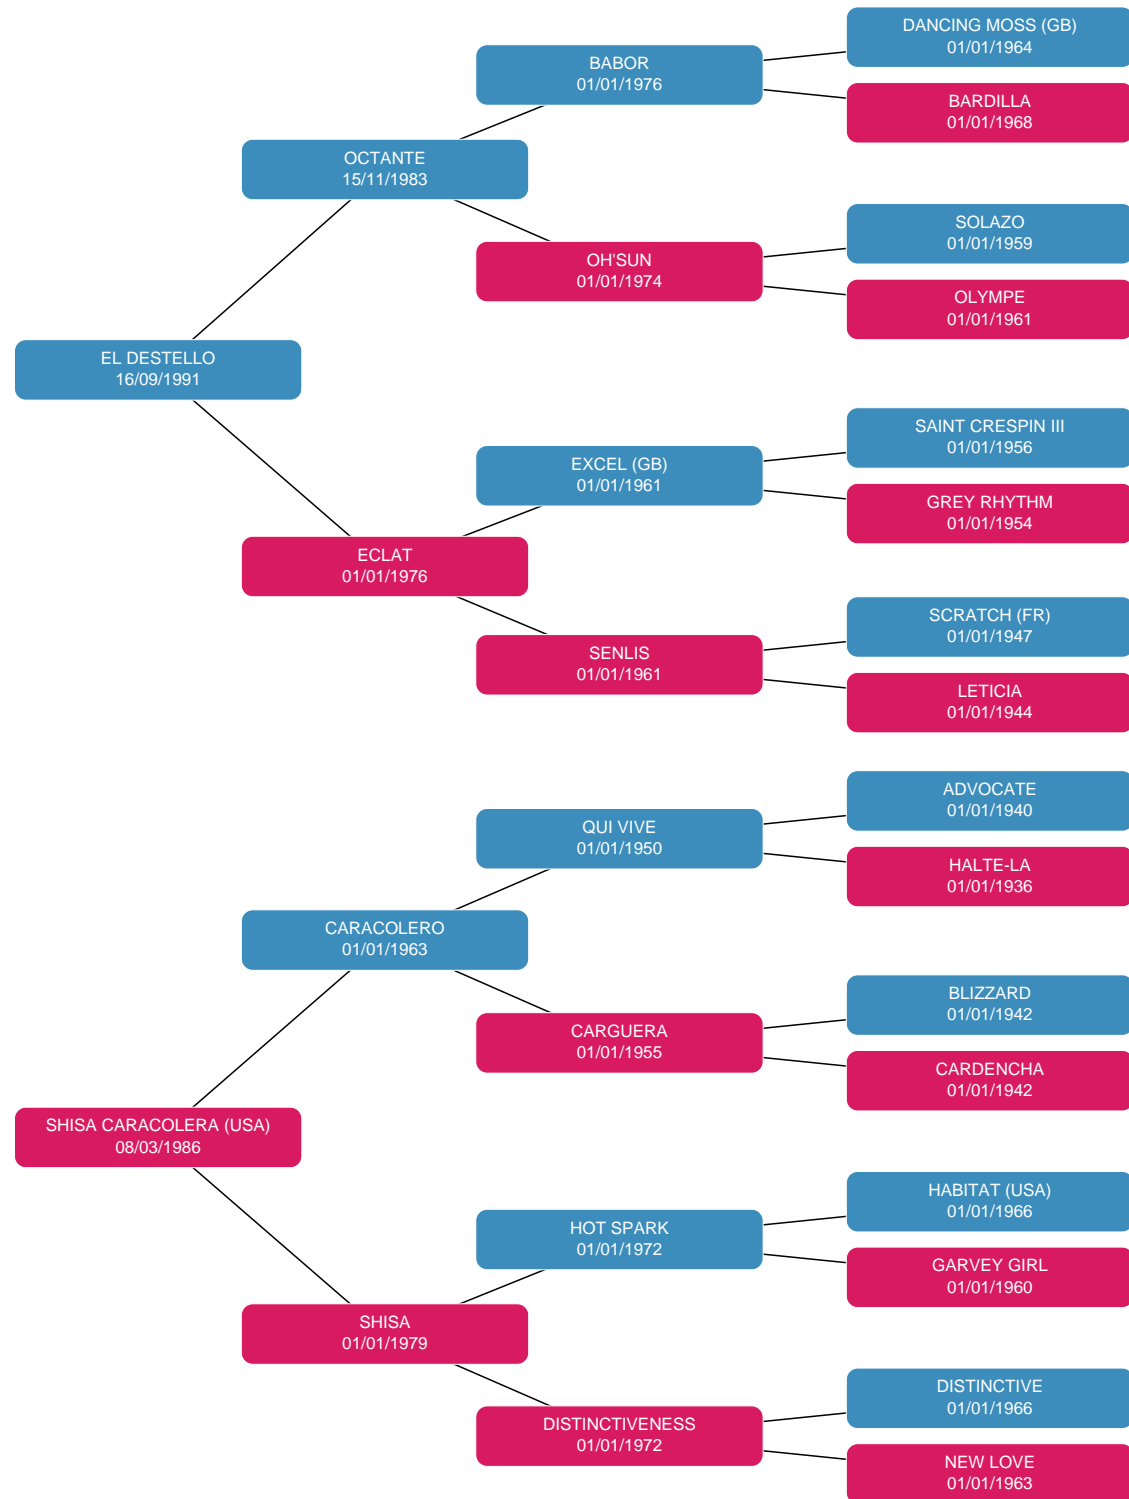 DANCING MOSS (GB)
01/01/1964
BABOR
01/01/1976
BARDILLA
01/01/1968
OCTANTE
15/11/1983
SOLAZO
01/01/1959
OH'SUN
01/01/1974
OLYMPE
01/01/1961
EL DESTELLO
16/09/1991
SAINT CRESPIN III
01/01/1956
EXCEL (GB)
01/01/1961
GREY RHYTHM
01/01/1954
ECLAT
01/01/1976
SCRATCH (FR)
01/01/1947
SENLIS
01/01/1961
LETICIA
01/01/1944
ADVOCATE
01/01/1940
QUI VIVE
01/01/1950
HALTE-LA
01/01/1936
CARACOLERO
01/01/1963
BLIZZARD
01/01/1942
CARGUERA
01/01/1955
CARDENCHA
01/01/1942
SHISA CARACOLERA (USA)
08/03/1986
HABITAT (USA)
01/01/1966
HOT SPARK
01/01/1972
GARVEY GIRL
01/01/1960
SHISA
01/01/1979
DISTINCTIVE
01/01/1966
DISTINCTIVENESS
01/01/1972
NEW LOVE
01/01/1963